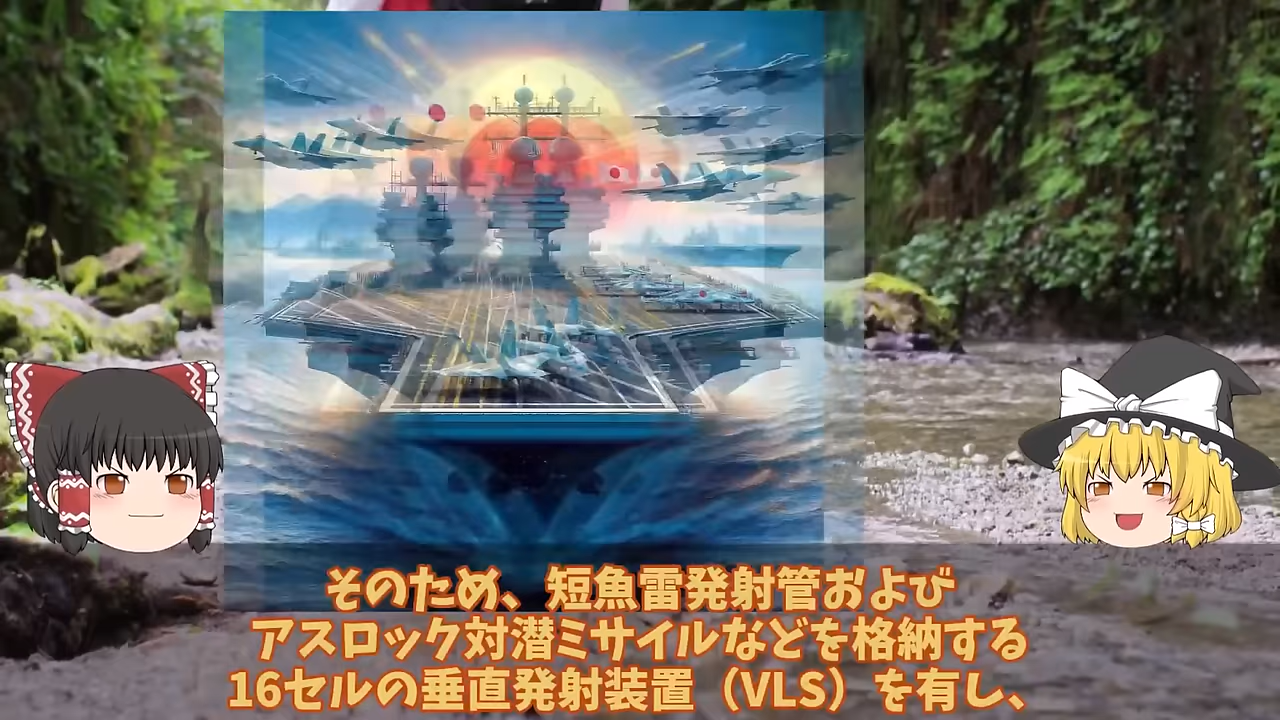 そのため、短魚雷発射管および
アスロック対潜ミサイルなどを格納する
16セルの垂直発射装置（VLS）を有し、